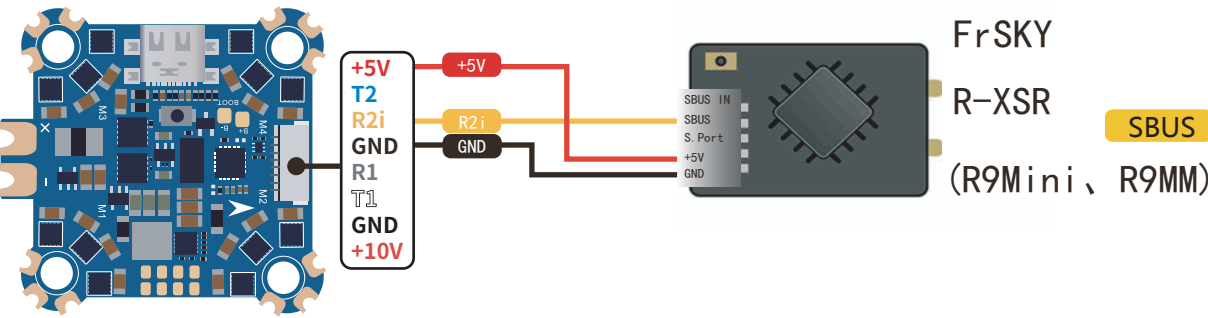 BOOT
B-
B+
M3
M4
M1
M2
+5V
T2
R2i
GND
R1
T1
GND
+10V
+5V
R2i
GND
SBUS IN
SBUS
S.Port
+5V
GND
FrSKY
R-XSR
SBUS
(R9Mini、R9MM)